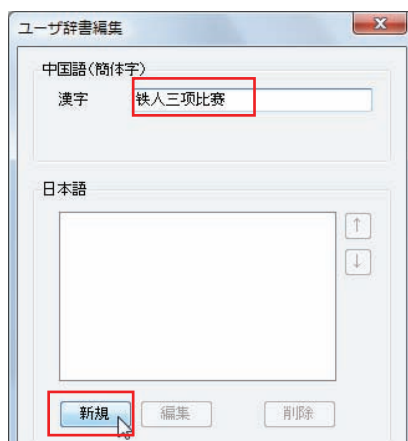 ユーザ辞書編集
中国語(簡体字)
漢字 铁人三项比赛
日本語
↑
↓
新規 編集 削除